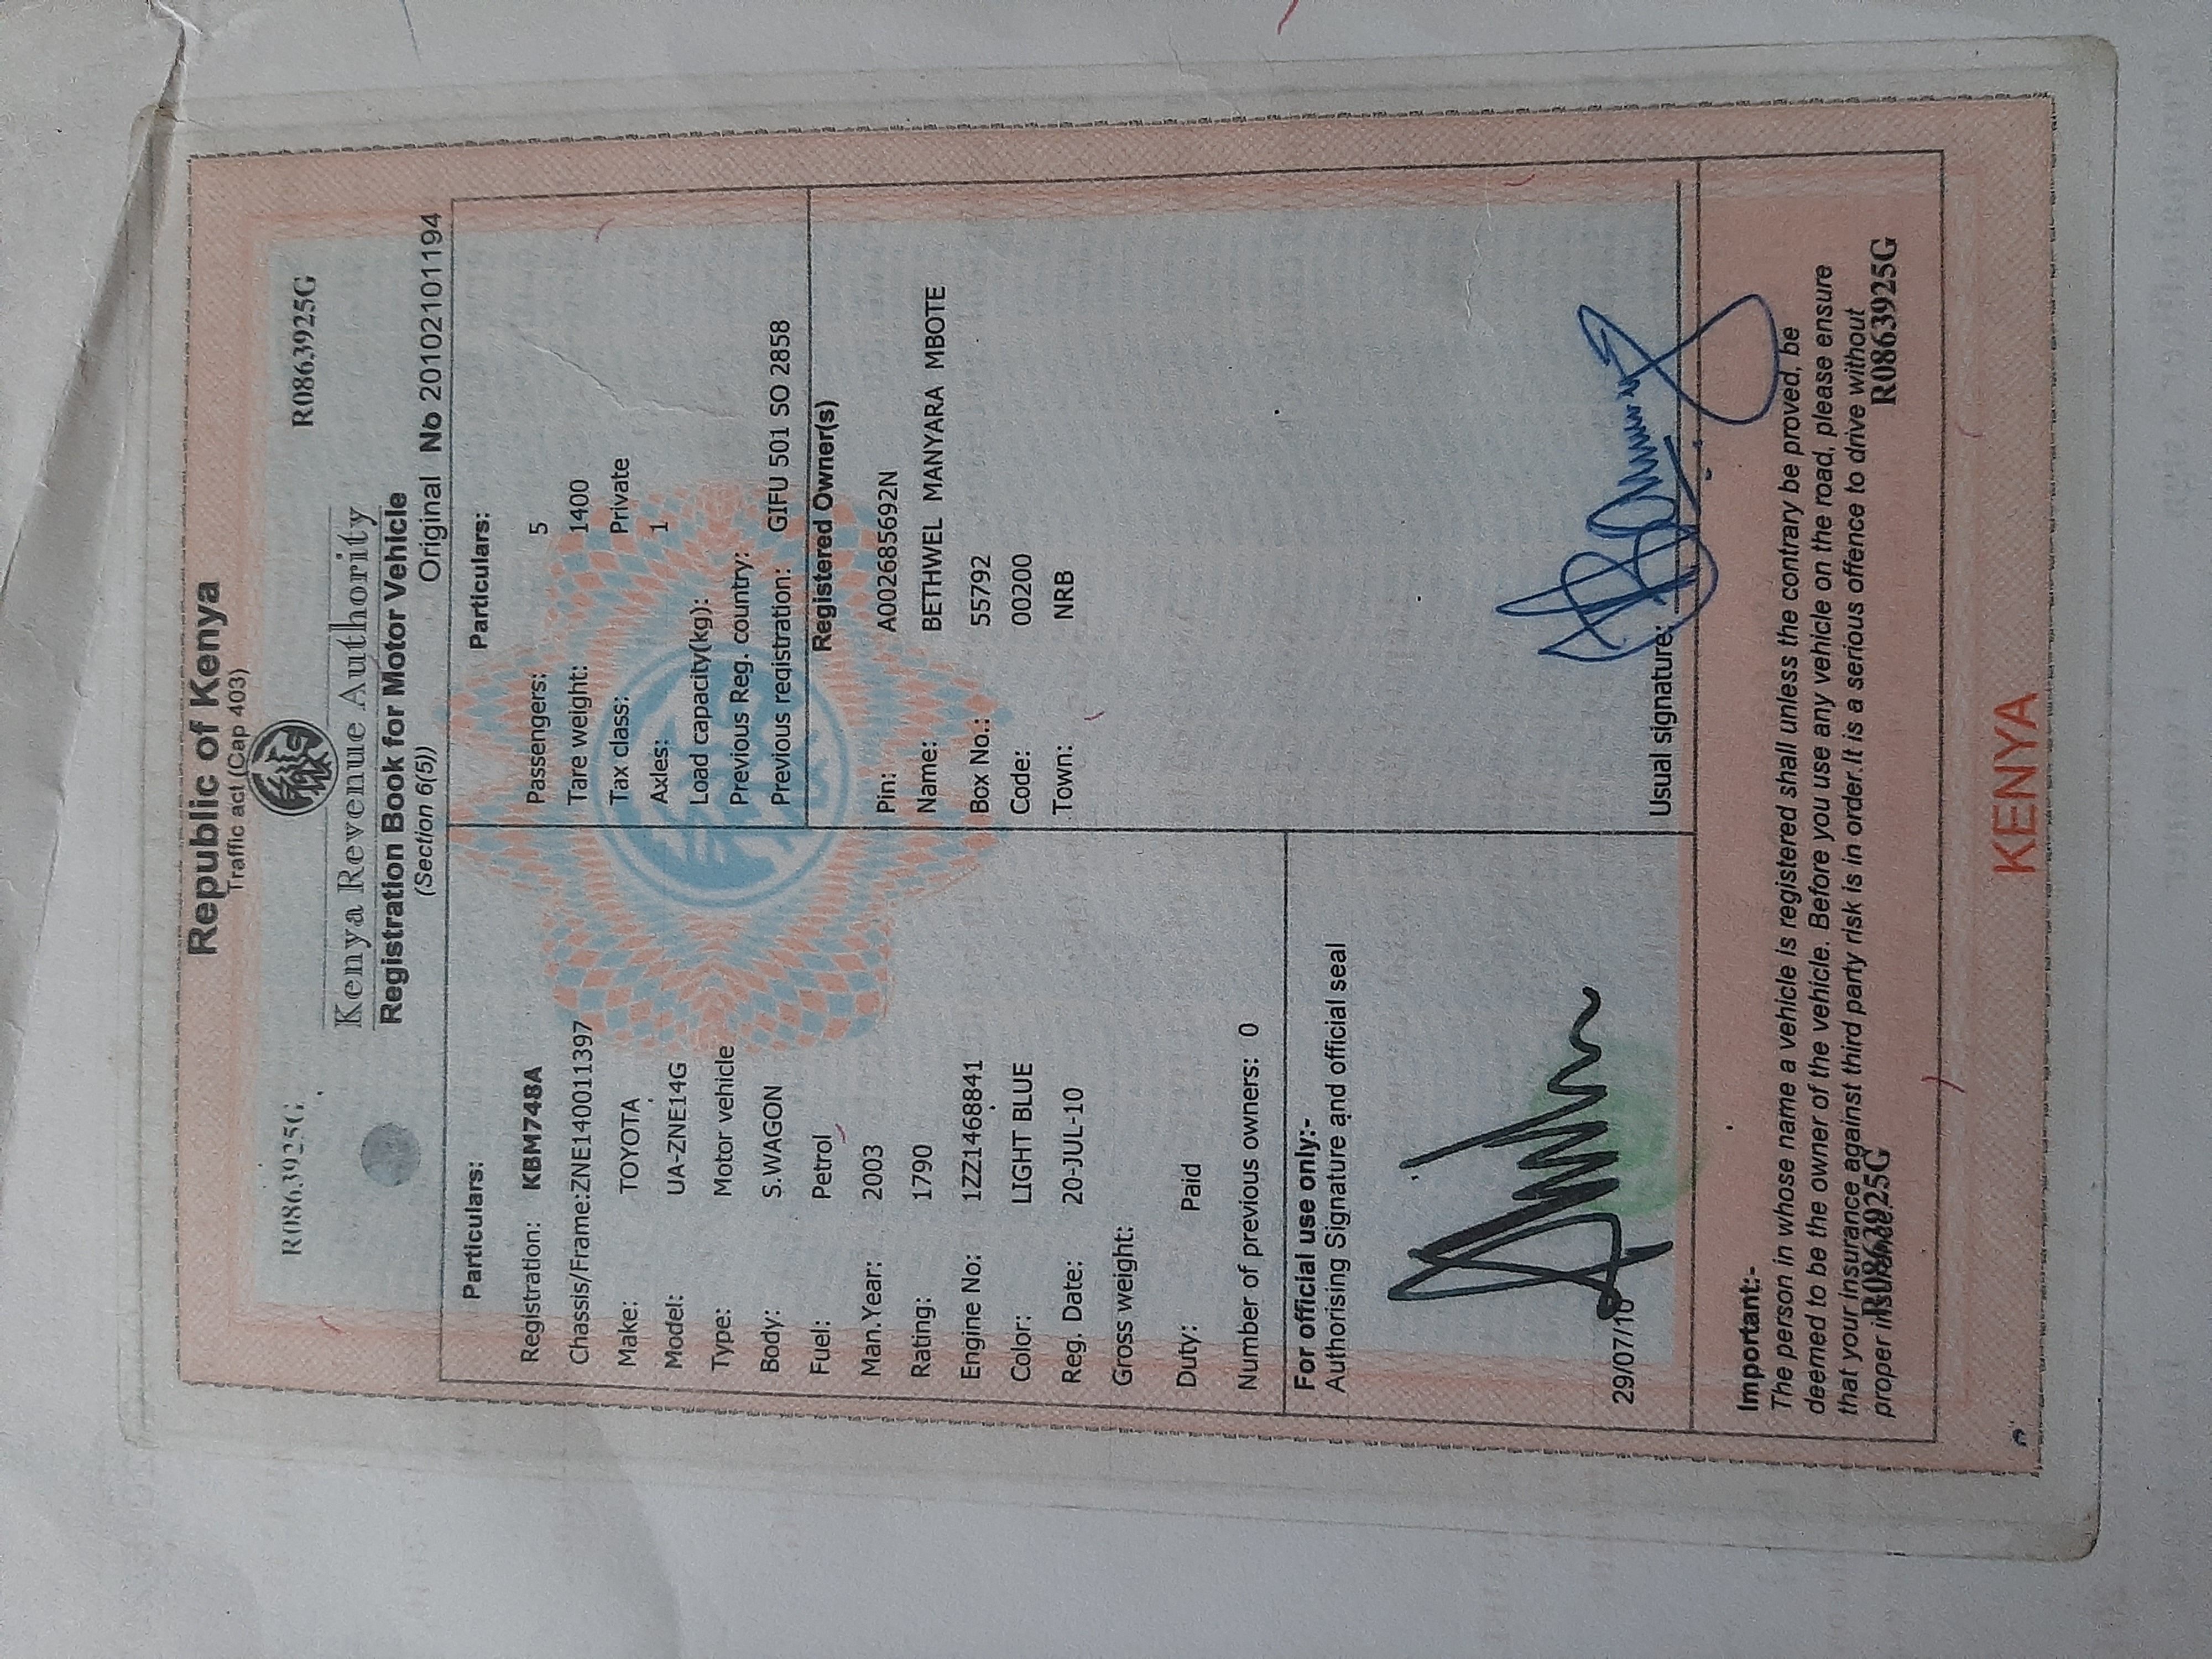 Republic of Kenya
Traffic act (Cap 403)
R0863925G
R0863925G
Kenya Revenue Authority
Registration Book for Motor Vehicle
(Section 6(5))
Original No 20102101194
Particulars:
Registration: KBM748A
Chassis/Frame:ZNE140011397
Make: TOYOTA
Model: UA-ZNE14G
Type: Motor vehicle
Body: S.WAGON
Fuel: Petrol
Man.Year: 2003
Rating: 1790
Engine No: 1ZZ1468841
Color: LIGHT BLUE
Reg. Date: 20-JUL-10
Gross weight:
Duty: Paid
Number of previous owners: 0
For official use only:-
Authorising Signature and official seal
29/07/10
Particulars:
Passengers: 5
Tare weight: 1400
Tax class: Private
Axles: 1
Load capacity(kg):
Previous Reg. country:
Previous registration: GIFU 501 SO 2858
Registered Owner(s)
Pin: A002685692N
Name: BETHWEL MANYARA MBOTE
Box No.: 55792
Code: 00200
Town: NRB
Usual signature:
Important:-
The person in whose name a vehicle is registered shall unless the contrary be proved, be
deemed to be the owner of the vehicle. Before you use any vehicle on the road, please ensure
that your insurance against third party risk is in order.It is a serious offence to drive without
proper insurance.
R0863925G
R0863925G
KENYA